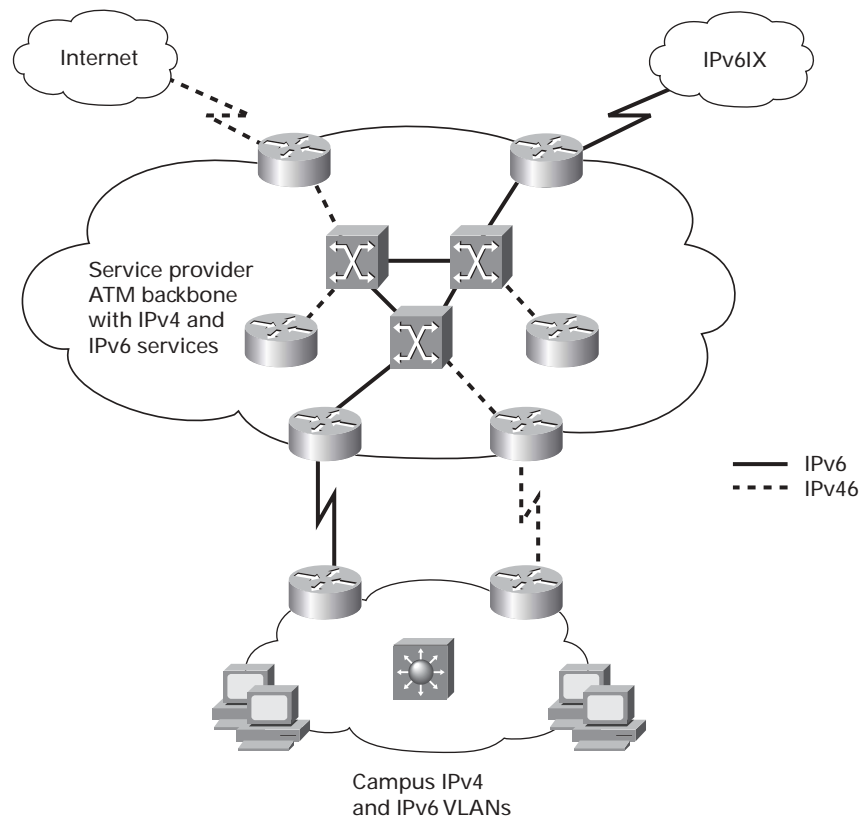 Internet
IPv6IX
Service provider
ATM backbone
with IPv4 and
IPv6 services
IPv6
IPv46
Campus IPv4
and IPv6 VLANs